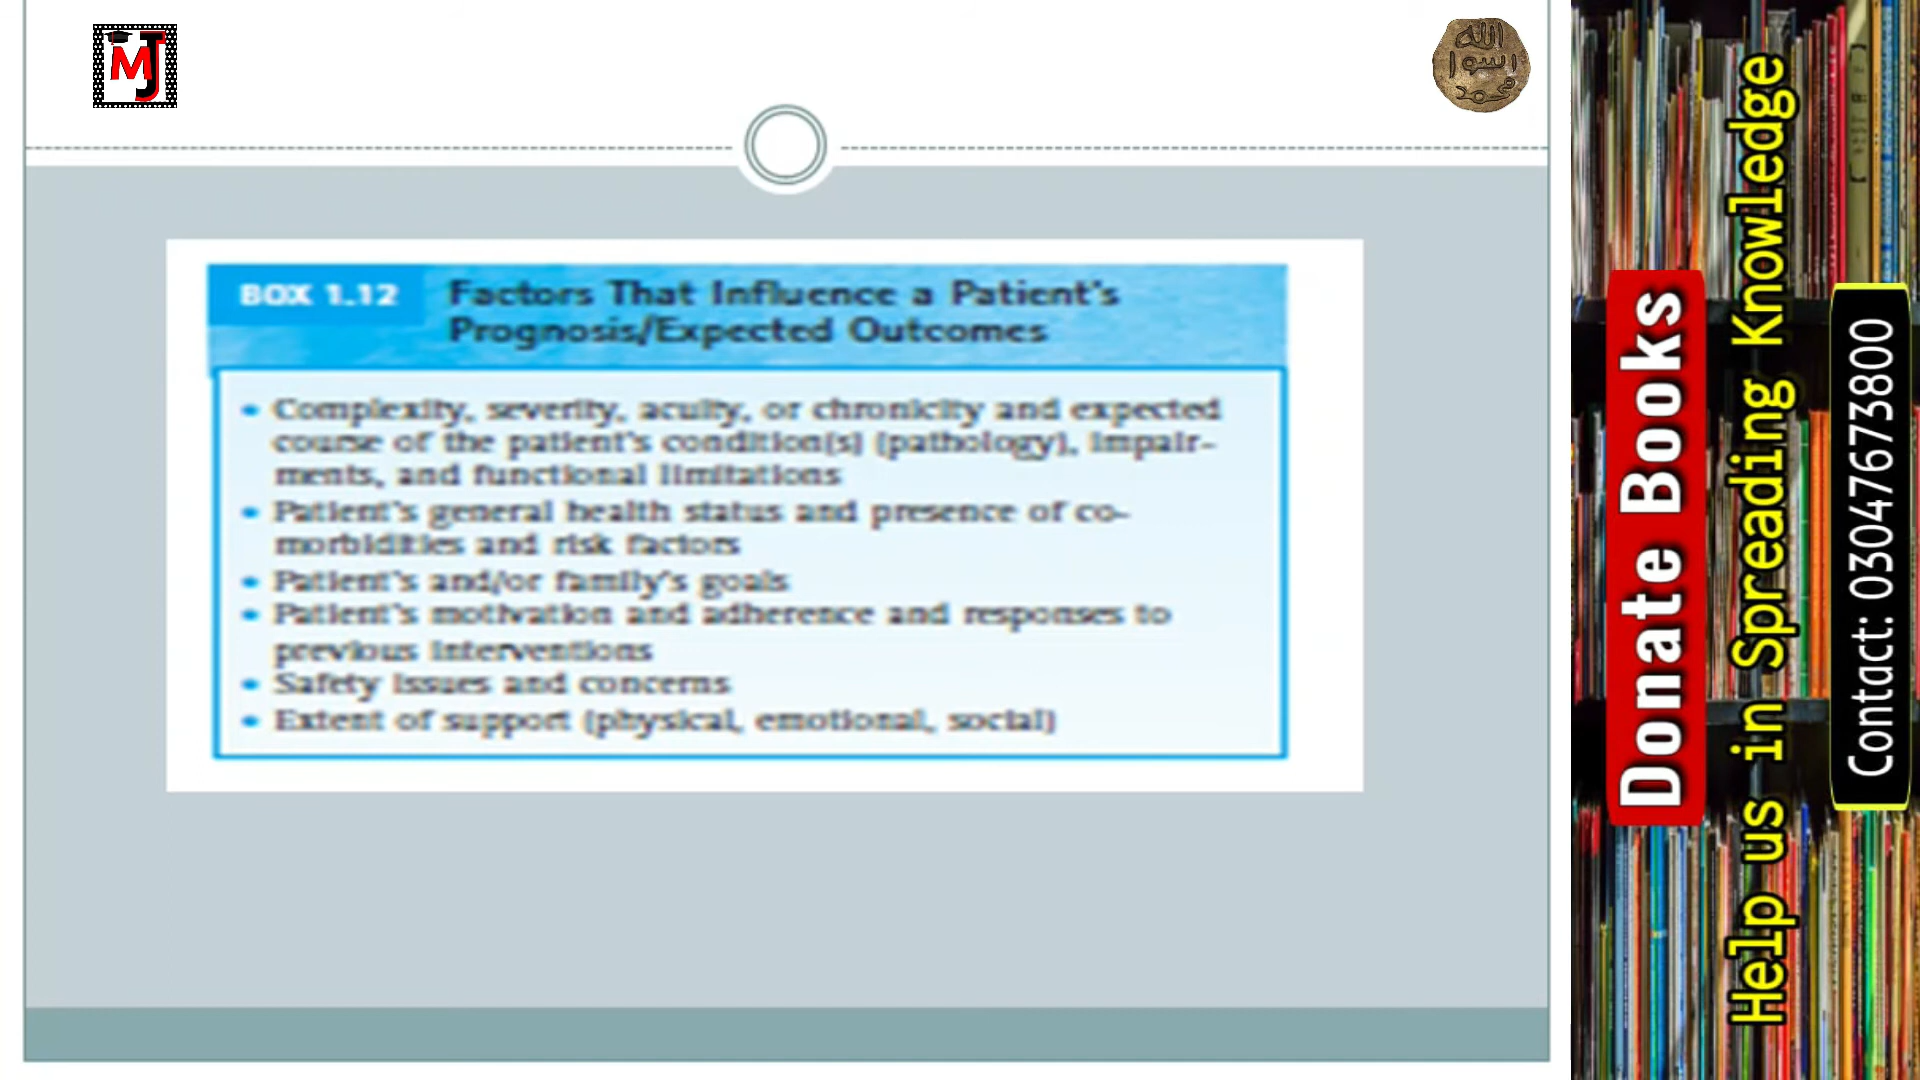 MJ
الله
رسول
محمد
BOX 1.12 Factors That Influence a Patient's
Prognosis/Expected Outcomes
• Complexity, severity, acuity, or chronicity and expected
course of the patient's condition(s) (pathology), impair-
ments, and functional limitations
• Patient's general health status and presence of co-
morbidities and risk factors
• Patient's and/or family's goals
• Patient's motivation and adherence and responses to
previous interventions
• Safety issues and concerns
• Extent of support (physical, emotional, social)
Donate Books
Help us in Spreading Knowledge
Contact: 03047673800